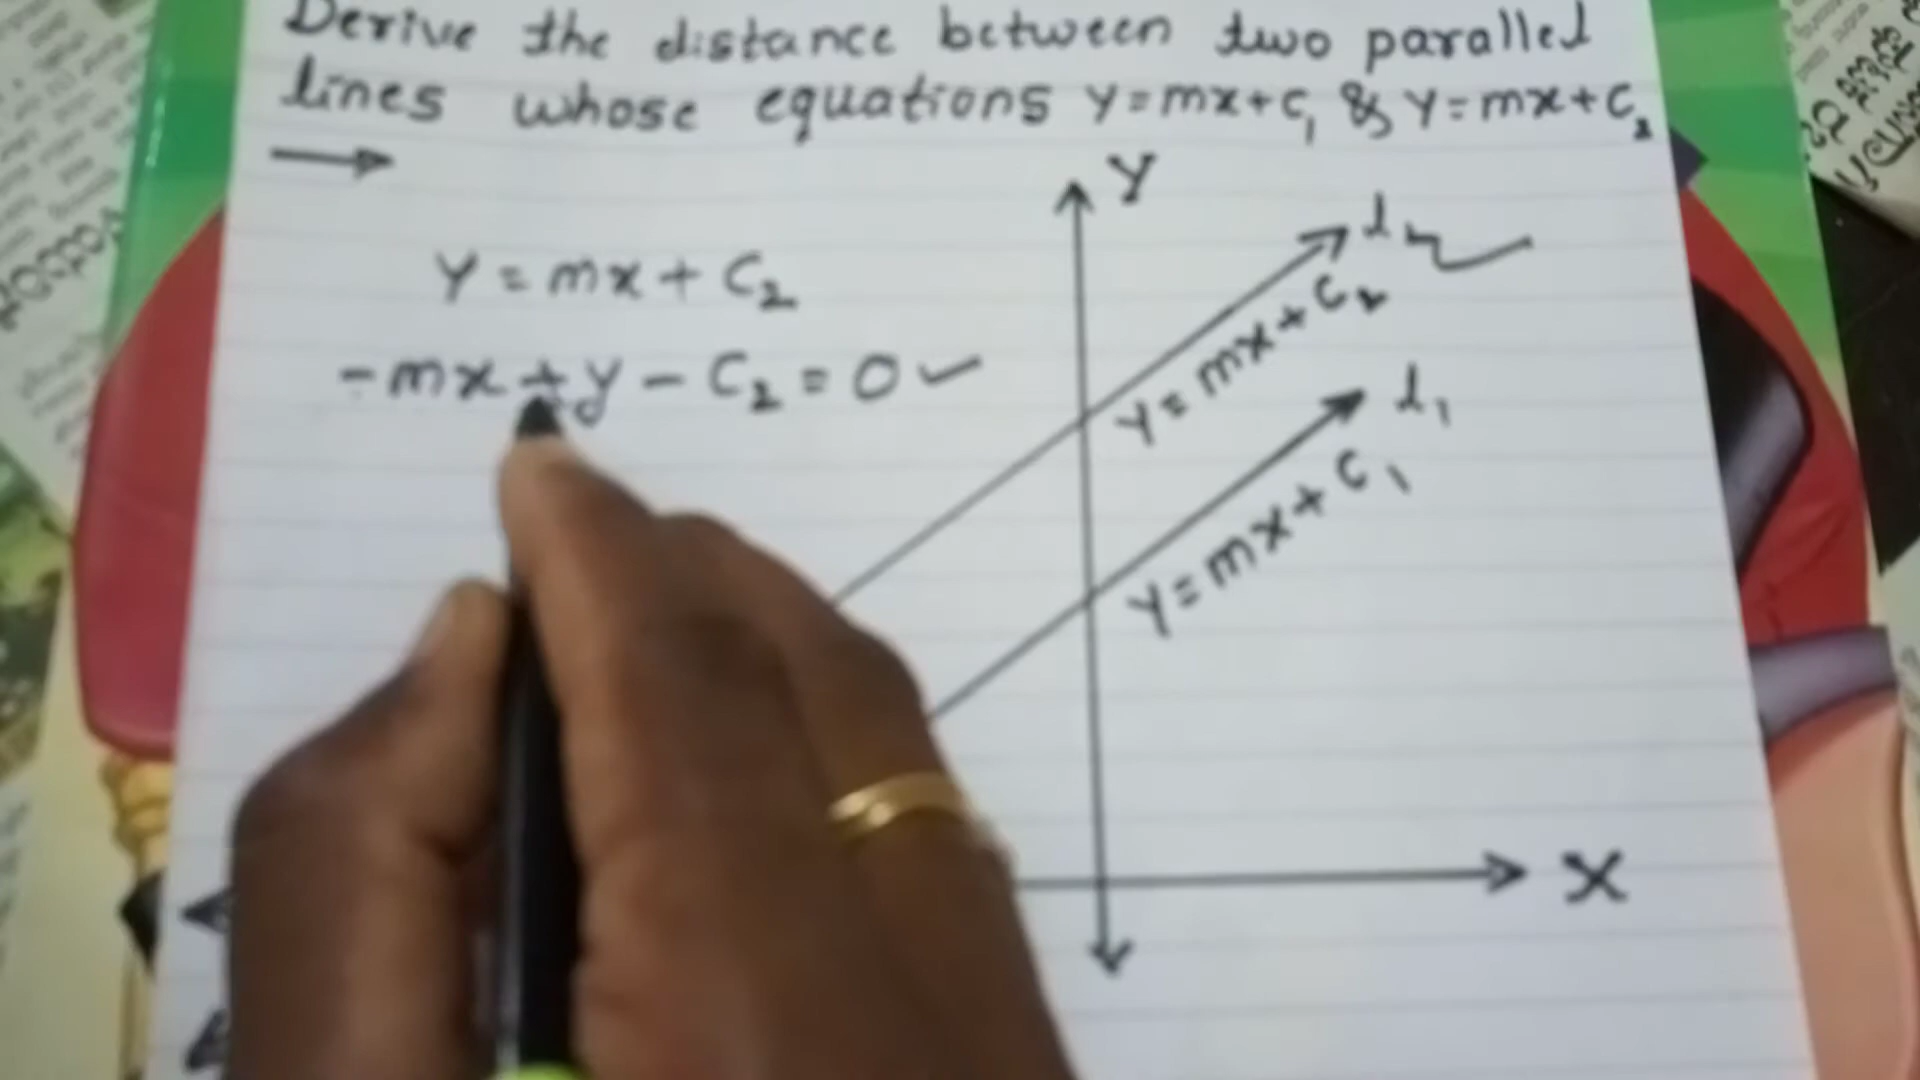 Derive the distance between two parallel
lines whose equations y=mx+c₁ & y=mx+c₂
→
Y
l₂
y = mx + c₂
y = mx + c₂
-mx+y - c₂ = 0 ✓
l₁
y = mx + c₁
X